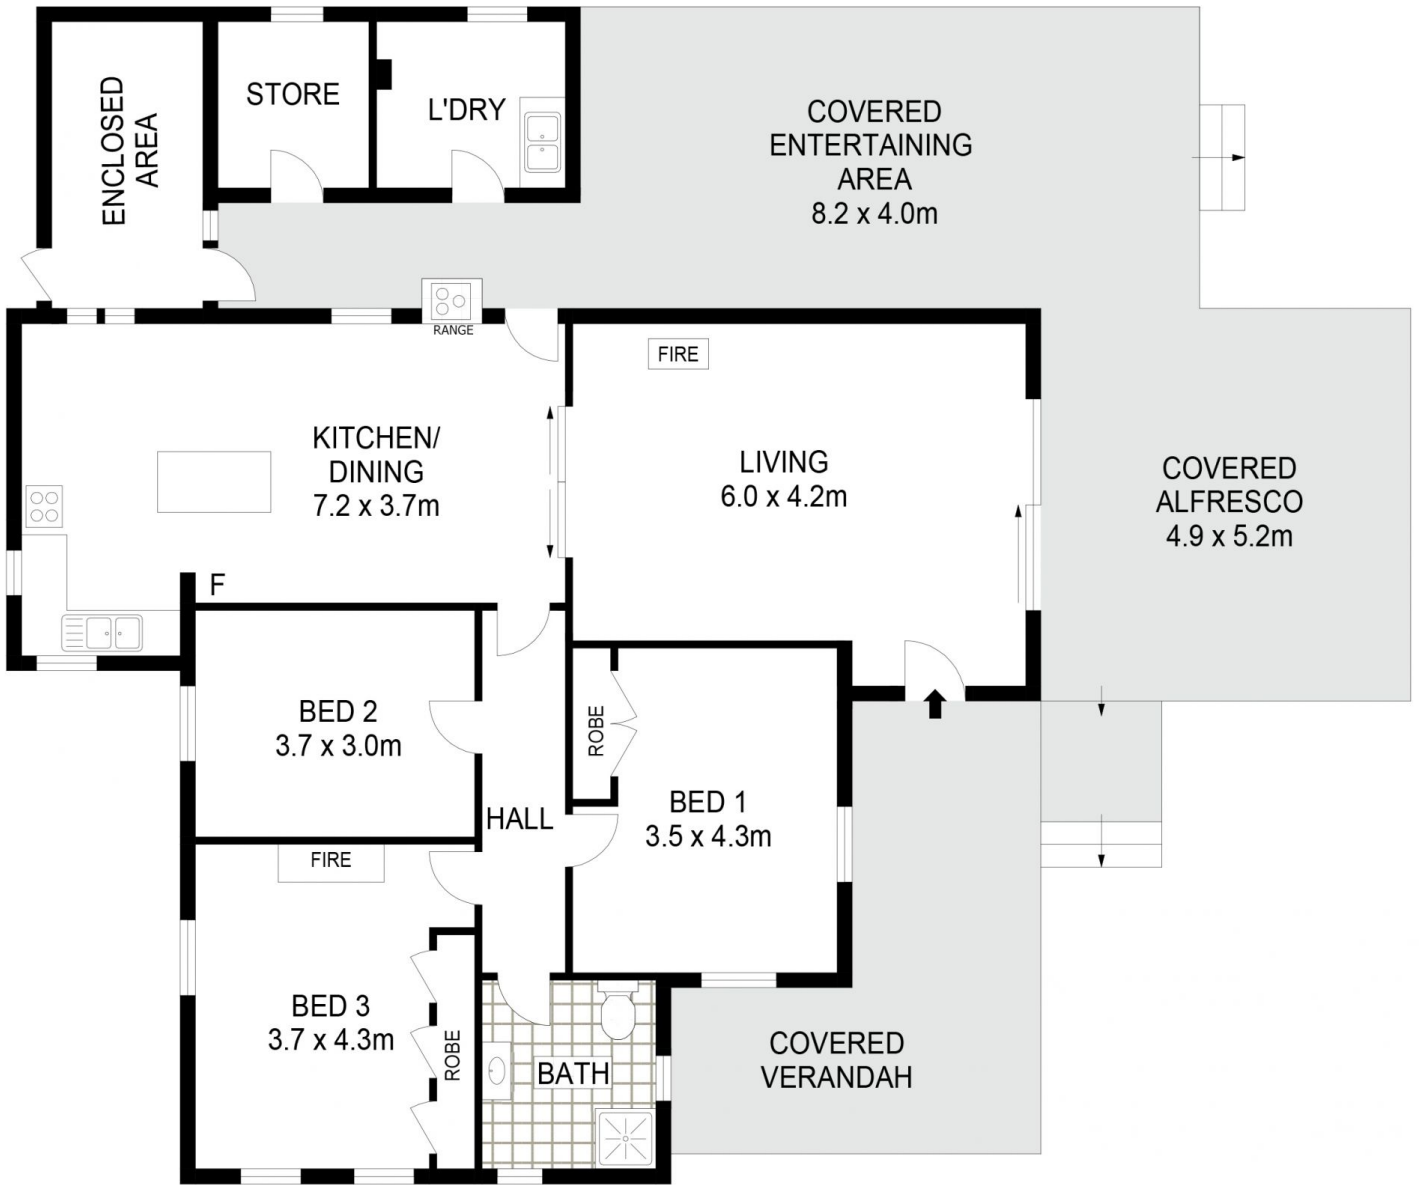 ENCLOSED
AREA
STORE
L'DRY
COVERED
ENTERTAINING
AREA
8.2 x 4.0m
RANGE
FIRE
KITCHEN/
DINING
7.2 x 3.7m
LIVING
6.0 x 4.2m
COVERED
ALFRESCO
4.9 x 5.2m
F
BED 2
3.7 x 3.0m
ROBE
HALL
BED 1
3.5 x 4.3m
FIRE
BED 3
3.7 x 4.3m
ROBE
BATH
COVERED
VERANDAH